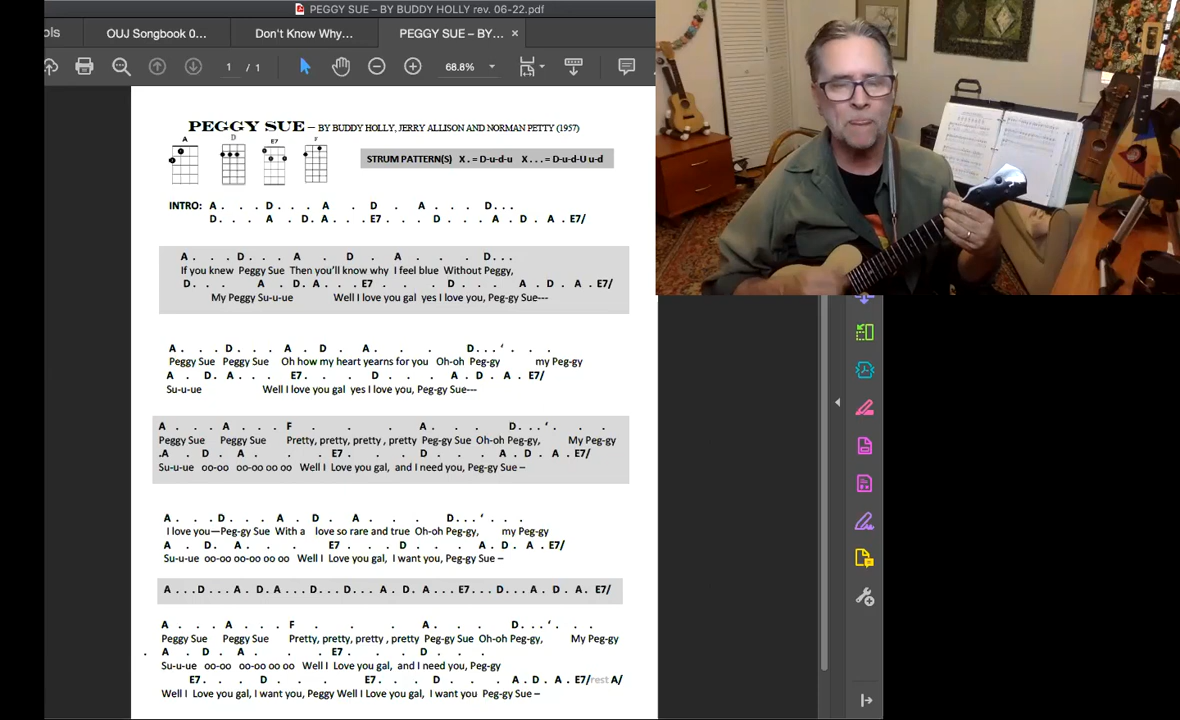 PEGGY SUE – BY BUDDY HOLLY rev. 06-22.pdf
ols OUJ Songbook 0... Don't Know Why... PEGGY SUE – BY... ×
1 / 1 68.8%
PEGGY SUE – BY BUDDY HOLLY, JERRY ALLISON AND NORMAN PETTY (1957)
A D E7 F
STRUM PATTERN(S) X . = D-u-d-u X . . . = D-u-d-U u-d
INTRO: A . . . D . . . A . D . A . . . D . . .
D . . . A . D . A . . . E7 . . . D . . . A . D . A . E7/
A . . . D . . . A . D . A . . . D . . .
If you knew Peggy Sue Then you'll know why I feel blue Without Peggy,
D . . . A . D . A . . . E7 . . . D . . . A . D . A . E7/
My Peggy Su-u-ue Well I love you gal yes I love you, Peg-gy Sue---
A . . . D . . . A . D . A . . . D . . . ‘ . . .
Peggy Sue Peggy Sue Oh how my heart yearns for you Oh-oh Peg-gy my Peg-gy
A . D . A . . . E7 . . . D . . . A . D . A . E7/
Su-u-ue Well I love you gal yes I love you, Peg-gy Sue---
A . . . A . . . F . . . A . . . D . . . ‘ . . .
Peggy Sue Peggy Sue Pretty, pretty, pretty , pretty Peg-gy Sue Oh-oh Peg-gy, My Peg-gy
.A . D . A . . . E7 . . . D . . . A . D . A . E7/
Su-u-ue oo-oo oo-oo oo oo Well I Love you gal, and I need you, Peg-gy Sue –
A . . . D . . . A . D . A . . . D . . . ‘ . . .
I love you—Peg-gy Sue With a love so rare and true Oh-oh Peg-gy, my Peg-gy
A . D . A . . . E7 . . . D . . . A . D . A . E7/
Su-u-ue oo-oo oo-oo oo oo Well I Love you gal, I want you, Peg-gy Sue –
A . . . D . . . A . D . A . . . D . . . D . . . A . D . A . . . E7 . . . D . . . A . D . A . E7/
A . . . A . . . F . . . A . . . D . . . ‘ . . .
Peggy Sue Peggy Sue Pretty, pretty, pretty , pretty Peg-gy Sue Oh-oh Peg-gy, My Peg-gy
. A . D . A . . . E7 . . . D . . .
Su-u-ue oo-oo oo-oo oo oo Well I Love you gal, and I need you, Peg-gy
E7 . . . D . . . E7 . . . D . . . A . D . A . E7/rest A/
Well I Love you gal, I want you, Peggy Well I Love you gal, I want you Peg-gy Sue –